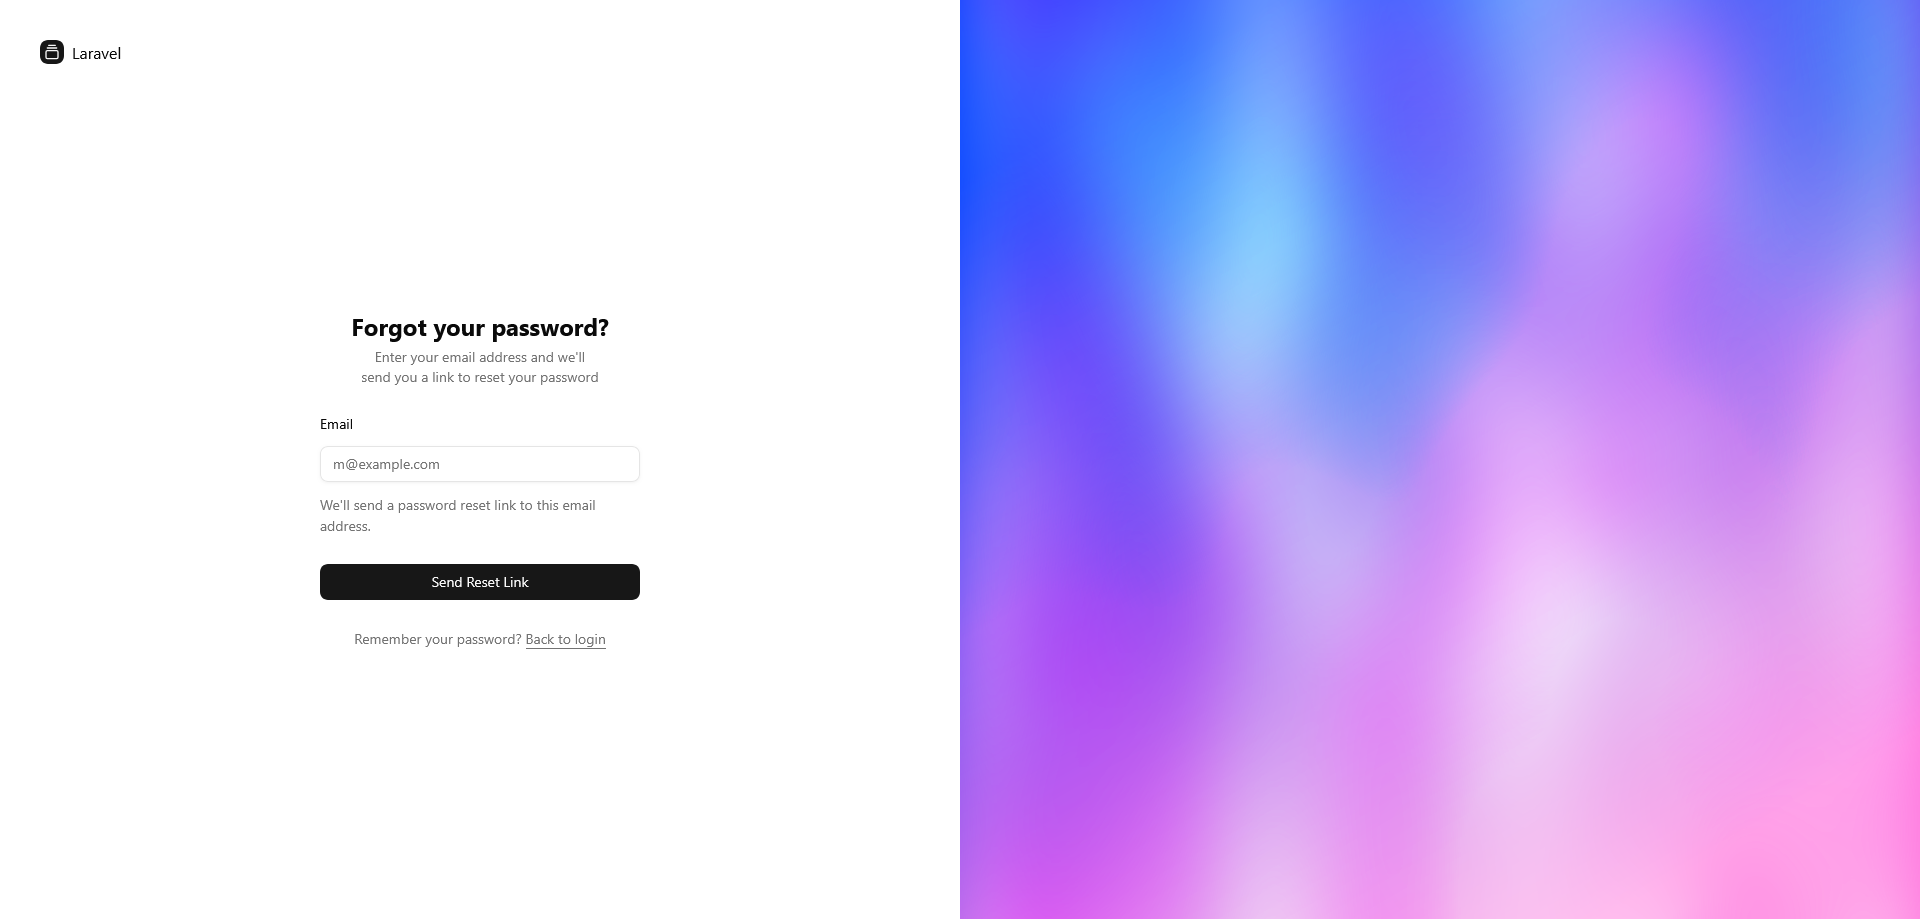 Laravel
Forgot your password?
Enter your email address and we'll
send you a link to reset your password
Email
m@example.com
We'll send a password reset link to this email
address.
Send Reset Link
Remember your password? Back to login